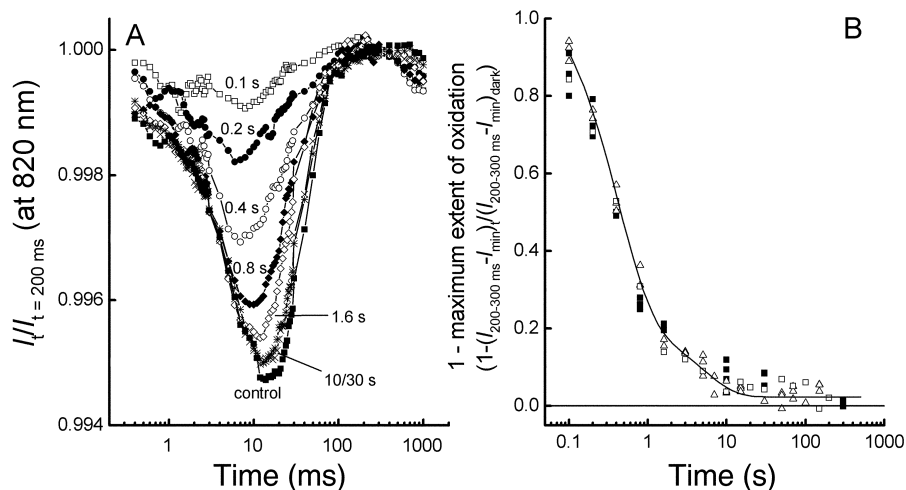 A
1.000
0.998
0.996
0.994
I_t/I_t = 200 ms (at 820 nm)
0.1 s
0.2 s
0.4 s
0.8 s
1.6 s
10/30 s
control
1 10 100 1000
Time (ms)
B
1.0
0.8
0.6
0.4
0.2
0.0
1 - maximum extent of oxidation
(1-(I_200-300 ms-I_min)_t/(I_200-300 ms-I_min)_dark)
0.1 1 10 100 1000
Time (s)